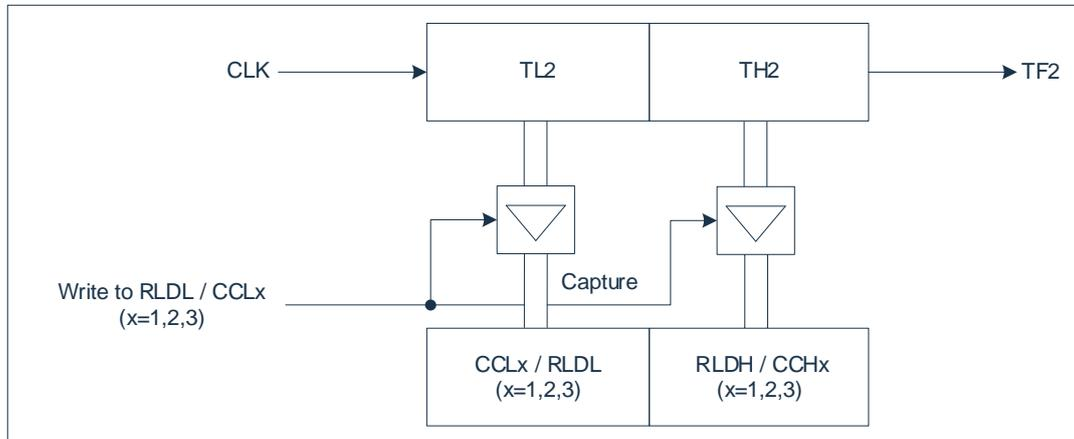 CLK
TL2
TH2
TF2
Capture
Write to RLDL / CCLx
(x=1,2,3)
CCLx / RLDL
(x=1,2,3)
RLDH / CCHx
(x=1,2,3)